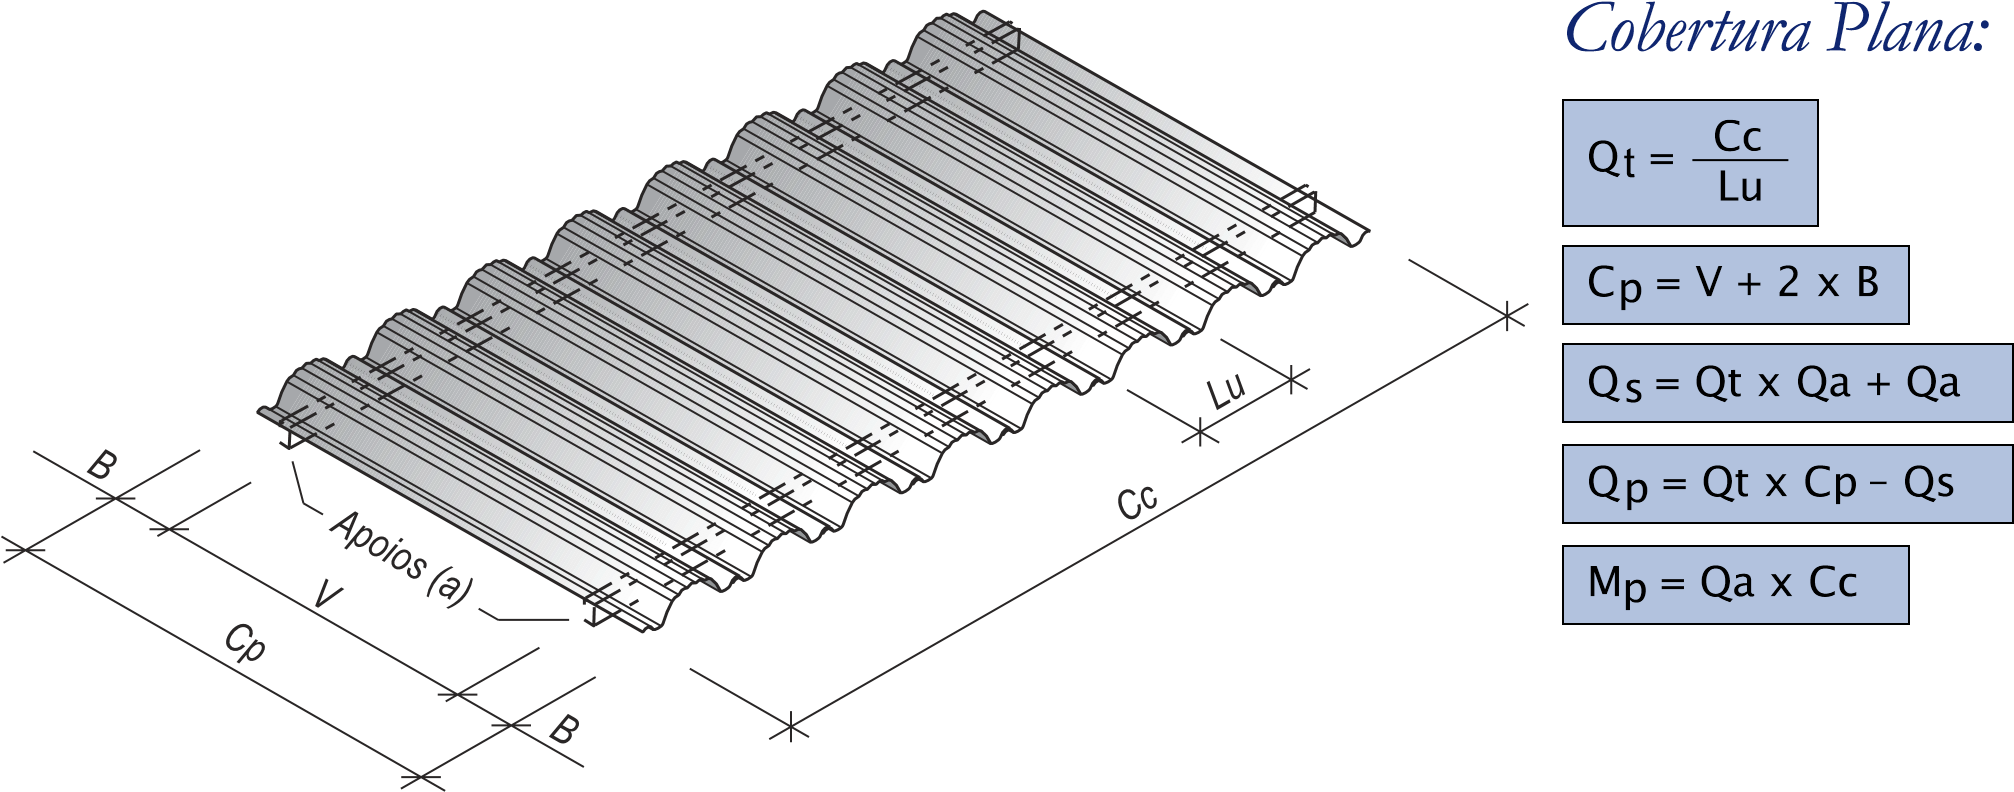 Cobertura Plana:
Qt = Cc
Lu
Cp = V + 2 x B
Qs = Qt x Qa + Qa
Qp = Qt x Cp – Qs
Mp = Qa x Cc
Lu
B
Cc
Apoios (a)
V
Cp
B